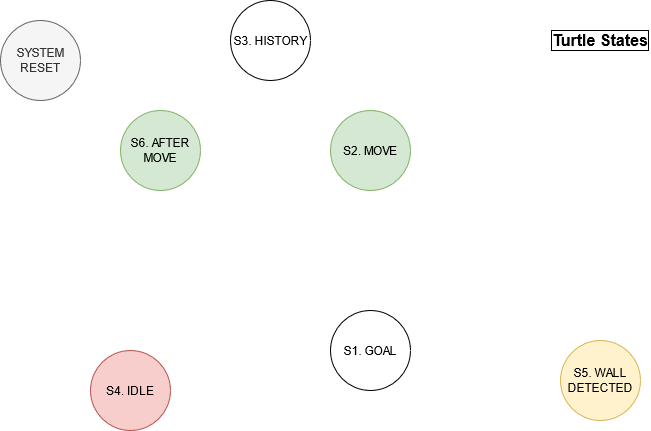 S3. HISTORY
Turtle States
SYSTEM
RESET
S6. AFTER
MOVE
S2. MOVE
S1. GOAL
S4. IDLE
S5. WALL
DETECTED